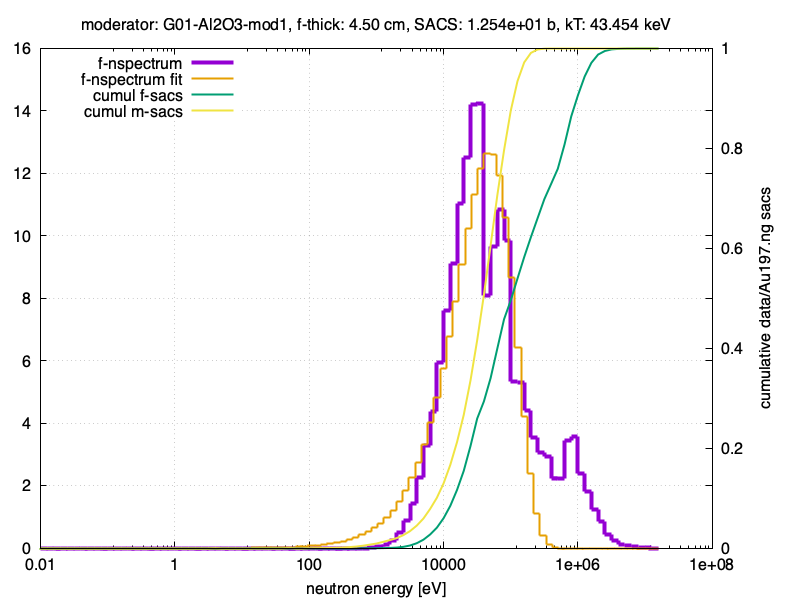 moderator: G01-Al2O3-mod1, f-thick: 4.50 cm, SACS: 1.254e+01 b, kT: 43.454 keV
f-nspectrum
f-nspectrum fit
cumul f-sacs
cumul m-sacs
16
14
12
10
8
6
4
2
0
1
0.8
0.6
0.4
0.2
0
cumulative data/Au197.ng sacs
0.01
1
100
10000
1e+06
1e+08
neutron energy [eV]